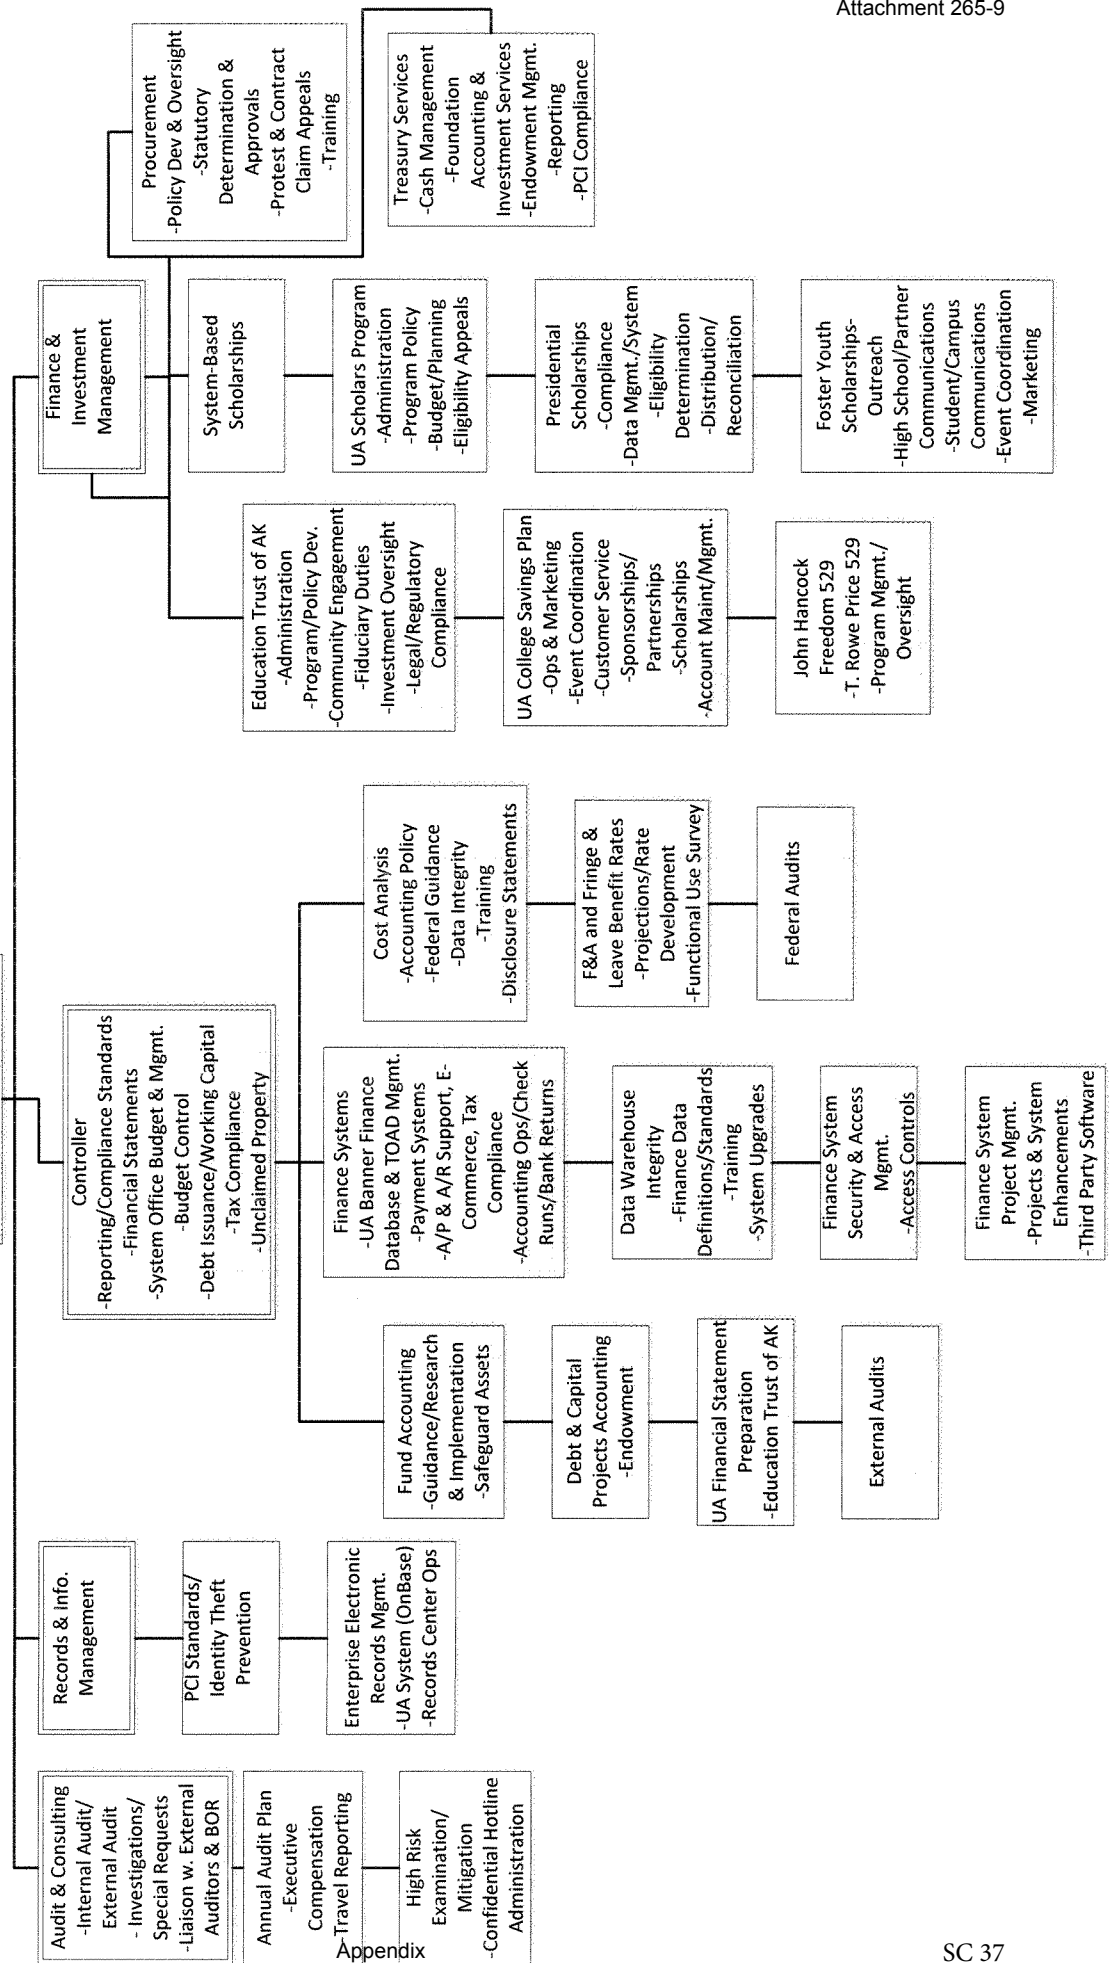 Attachment 265-9
Audit & Consulting
-Internal Audit/
External Audit
- Investigations/
Special Requests
-Liaison w. External
Auditors & BOR
Annual Audit Plan
-Executive
Compensation
-Travel Reporting
High Risk
Examination/
Mitigation
-Confidential Hotline
Administration
Records & info.
Management
PCI Standards/
Identity Theft
Prevention
Enterprise Electronic
Records Mgmt.
-UA System (OnBase)
-Records Center Ops
Controller
-Reporting/Compliance Standards
-Financial Statements
-System Office Budget & Mgmt.
-Budget Control
-Debt Issuance/Working Capital
-Tax Compliance
-Unclaimed Property
Fund Accounting
-Guidance/Research
& Implementation
-Safeguard Assets
Debt & Capital
Projects Accounting
-Endowment
UA Financial Statement
Preparation
-Education Trust of AK
External Audits
Finance Systems
-UA Banner Finance
Database & TOAD Mgmt.
-Payment Systems
-A/P & A/R Support, E-
Commerce, Tax
Compliance
-Accounting Ops/Check
Runs/Bank Returns
Data Warehouse
Integrity
-Finance Data
Definitions/Standards
-Training
-System Upgrades
Finance System
Security & Access
Mgmt.
-Access Controls
Finance System
Project Mgmt.
-Projects & System
Enhancements
-Third Party Software
Cost Analysis
-Accounting Policy
-Federal Guidance
-Data Integrity
-Training
-Disclosure Statements
F&A and Fringe &
Leave Benefit Rates
-Projections/Rate
Development
-Functional Use Survey
Federal Audits
Finance &
Investment
Management
Education Trust of AK
-Administration
-Program/Policy Dev.
-Community Engagement
-Fiduciary Duties
-Investment Oversight
-Legal/Regulatory
Compliance
UA College Savings Plan
-Ops & Marketing
-Event Coordination
-Customer Service
-Sponsorships/
Partnerships
-Scholarships
-Account Maint/Mgmt.
John Hancock
Freedom 529
-T. Rowe Price 529
-Program Mgmt./
Oversight
System-Based
Scholarships
UA Scholars Program
-Administration
-Program Policy
-Budget/Planning
-Eligibility Appeals
Presidential
Scholarships
-Compliance
-Data Mgmt./System
-Eligibility
Determination
-Distribution/
Reconciliation
Foster Youth
Scholarships-
Outreach
-High School/Partner
Communications
-Student/Campus
Communications
-Event Coordination
-Marketing
Procurement
-Policy Dev & Oversight
-Statutory
Determination &
Approvals
-Protest & Contract
Claim Appeals
-Training
Treasury Services
-Cash Management
-Foundation
Accounting &
Investment Services
-Endowment Mgmt.
-Reporting
-PCI Compliance
Appendix
SC 37